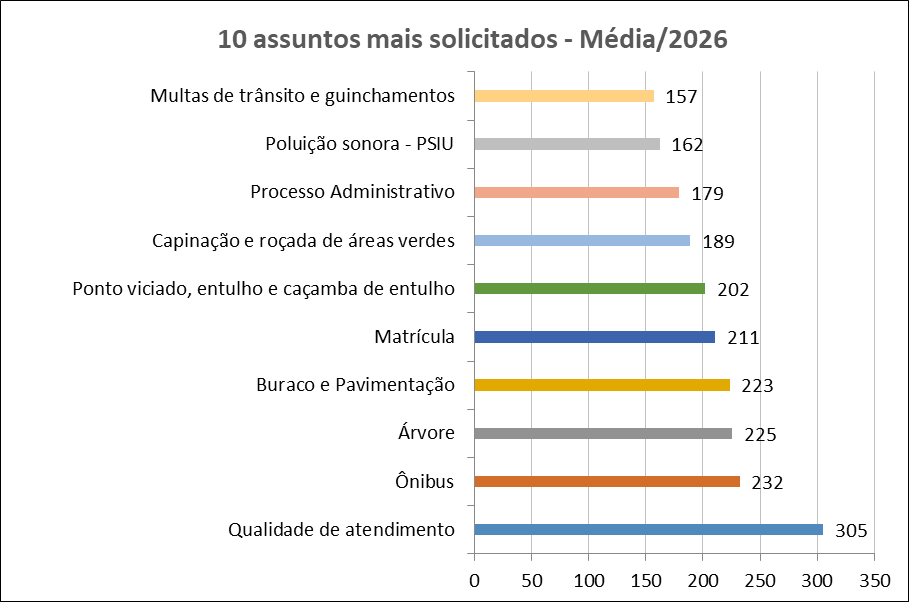 10 assuntos mais solicitados - Média/2026
Multas de trânsito e guinchamentos 157
Poluição sonora - PSIU 162
Processo Administrativo 179
Capinação e roçada de áreas verdes 189
Ponto viciado, entulho e caçamba de entulho 202
Matrícula 211
Buraco e Pavimentação 223
Árvore 225
Ônibus 232
Qualidade de atendimento 305
0 50 100 150 200 250 300 350